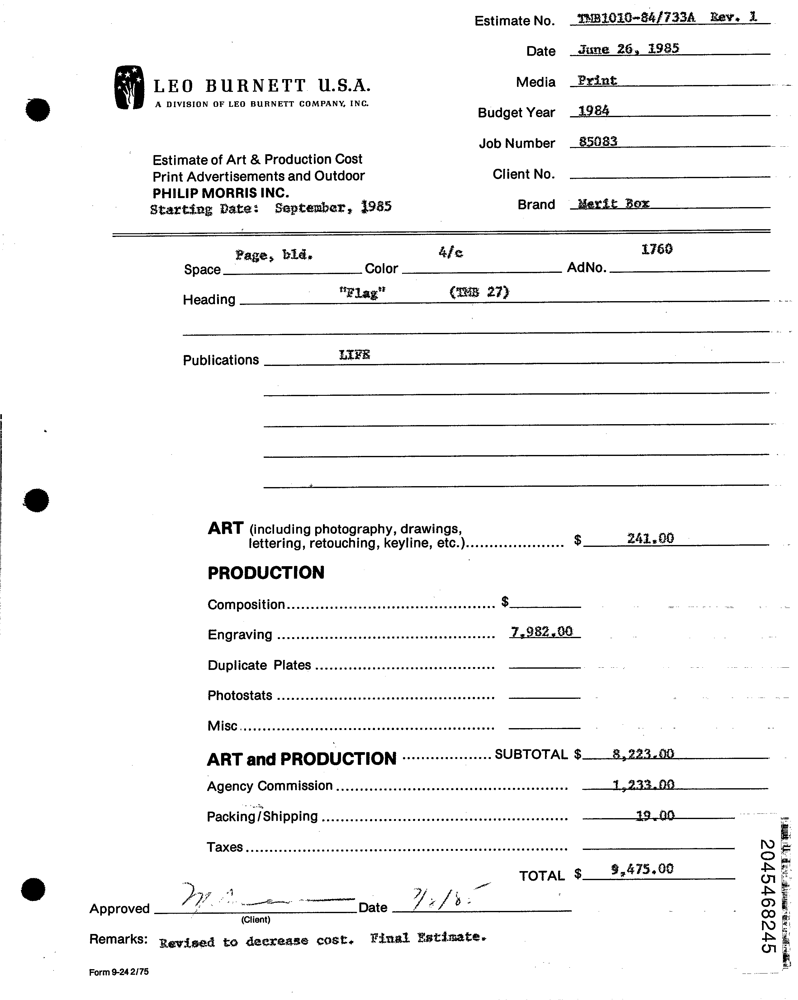 Estimate No. TMB1010-84/733A Rev. 1
Date June 26, 1985
LEO BURNETT U.S.A.
A DIVISION OF LEO BURNETT COMPANY, INC.
Media Print
Budget Year 1984
Job Number 85083
Estimate of Art & Production Cost
Print Advertisements and Outdoor
PHILIP MORRIS INC.
Starting Date: September, 1985
Client No.
Brand Merit Box
Space Page, bld. Color 4/c AdNo. 1760
Heading "Flag" (TMB 27)
Publications LIFE
ART (including photography, drawings,
lettering, retouching, keyline, etc.)..................... $ 241.00
PRODUCTION
Composition............................................. $
Engraving ............................................... 7,982.00
Duplicate Plates .......................................
Photostats ...............................................
Misc.......................................................
ART and PRODUCTION ................... SUBTOTAL $ 8,223.00
Agency Commission .................................................. 1,233.00
Packing/Shipping ..................................................... 19.00
Taxes......................................................................
TOTAL $ 9,475.00
Approved Date
(Client)
Remarks: Revised to decrease cost. Final Estimate.
Form 9-24 2/75
2045468245